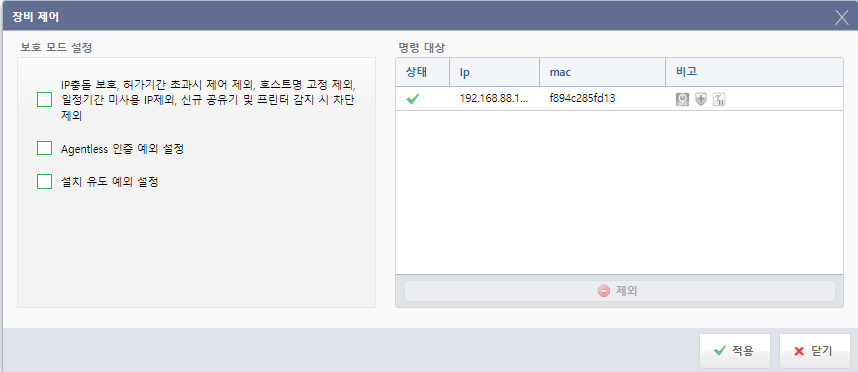 장비 제어
보호 모드 설정
IP충돌 보호, 허가기간 초과시 제어 제외, 호스트명 고정 제외,
일정기간 미사용 IP제외, 신규 공유기 및 프린터 감지 시 차단
제외
Agentless 인증 예외 설정
설치 유도 예외 설정
명령 대상
상태 Ip mac 비고
192.168.88.1... f894c285fd13
제외
적용 닫기